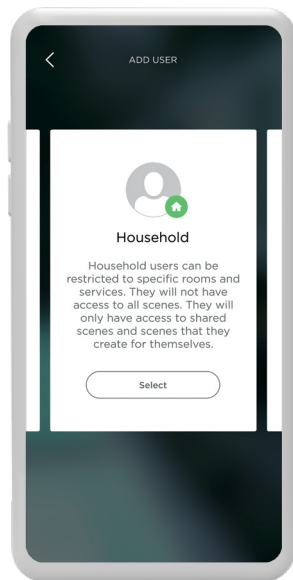 ADD USER
Household
Household users can be
restricted to specific rooms and
services. They will not have
access to all scenes. They will
only have access to shared
scenes and scenes that they
create for themselves.
Select